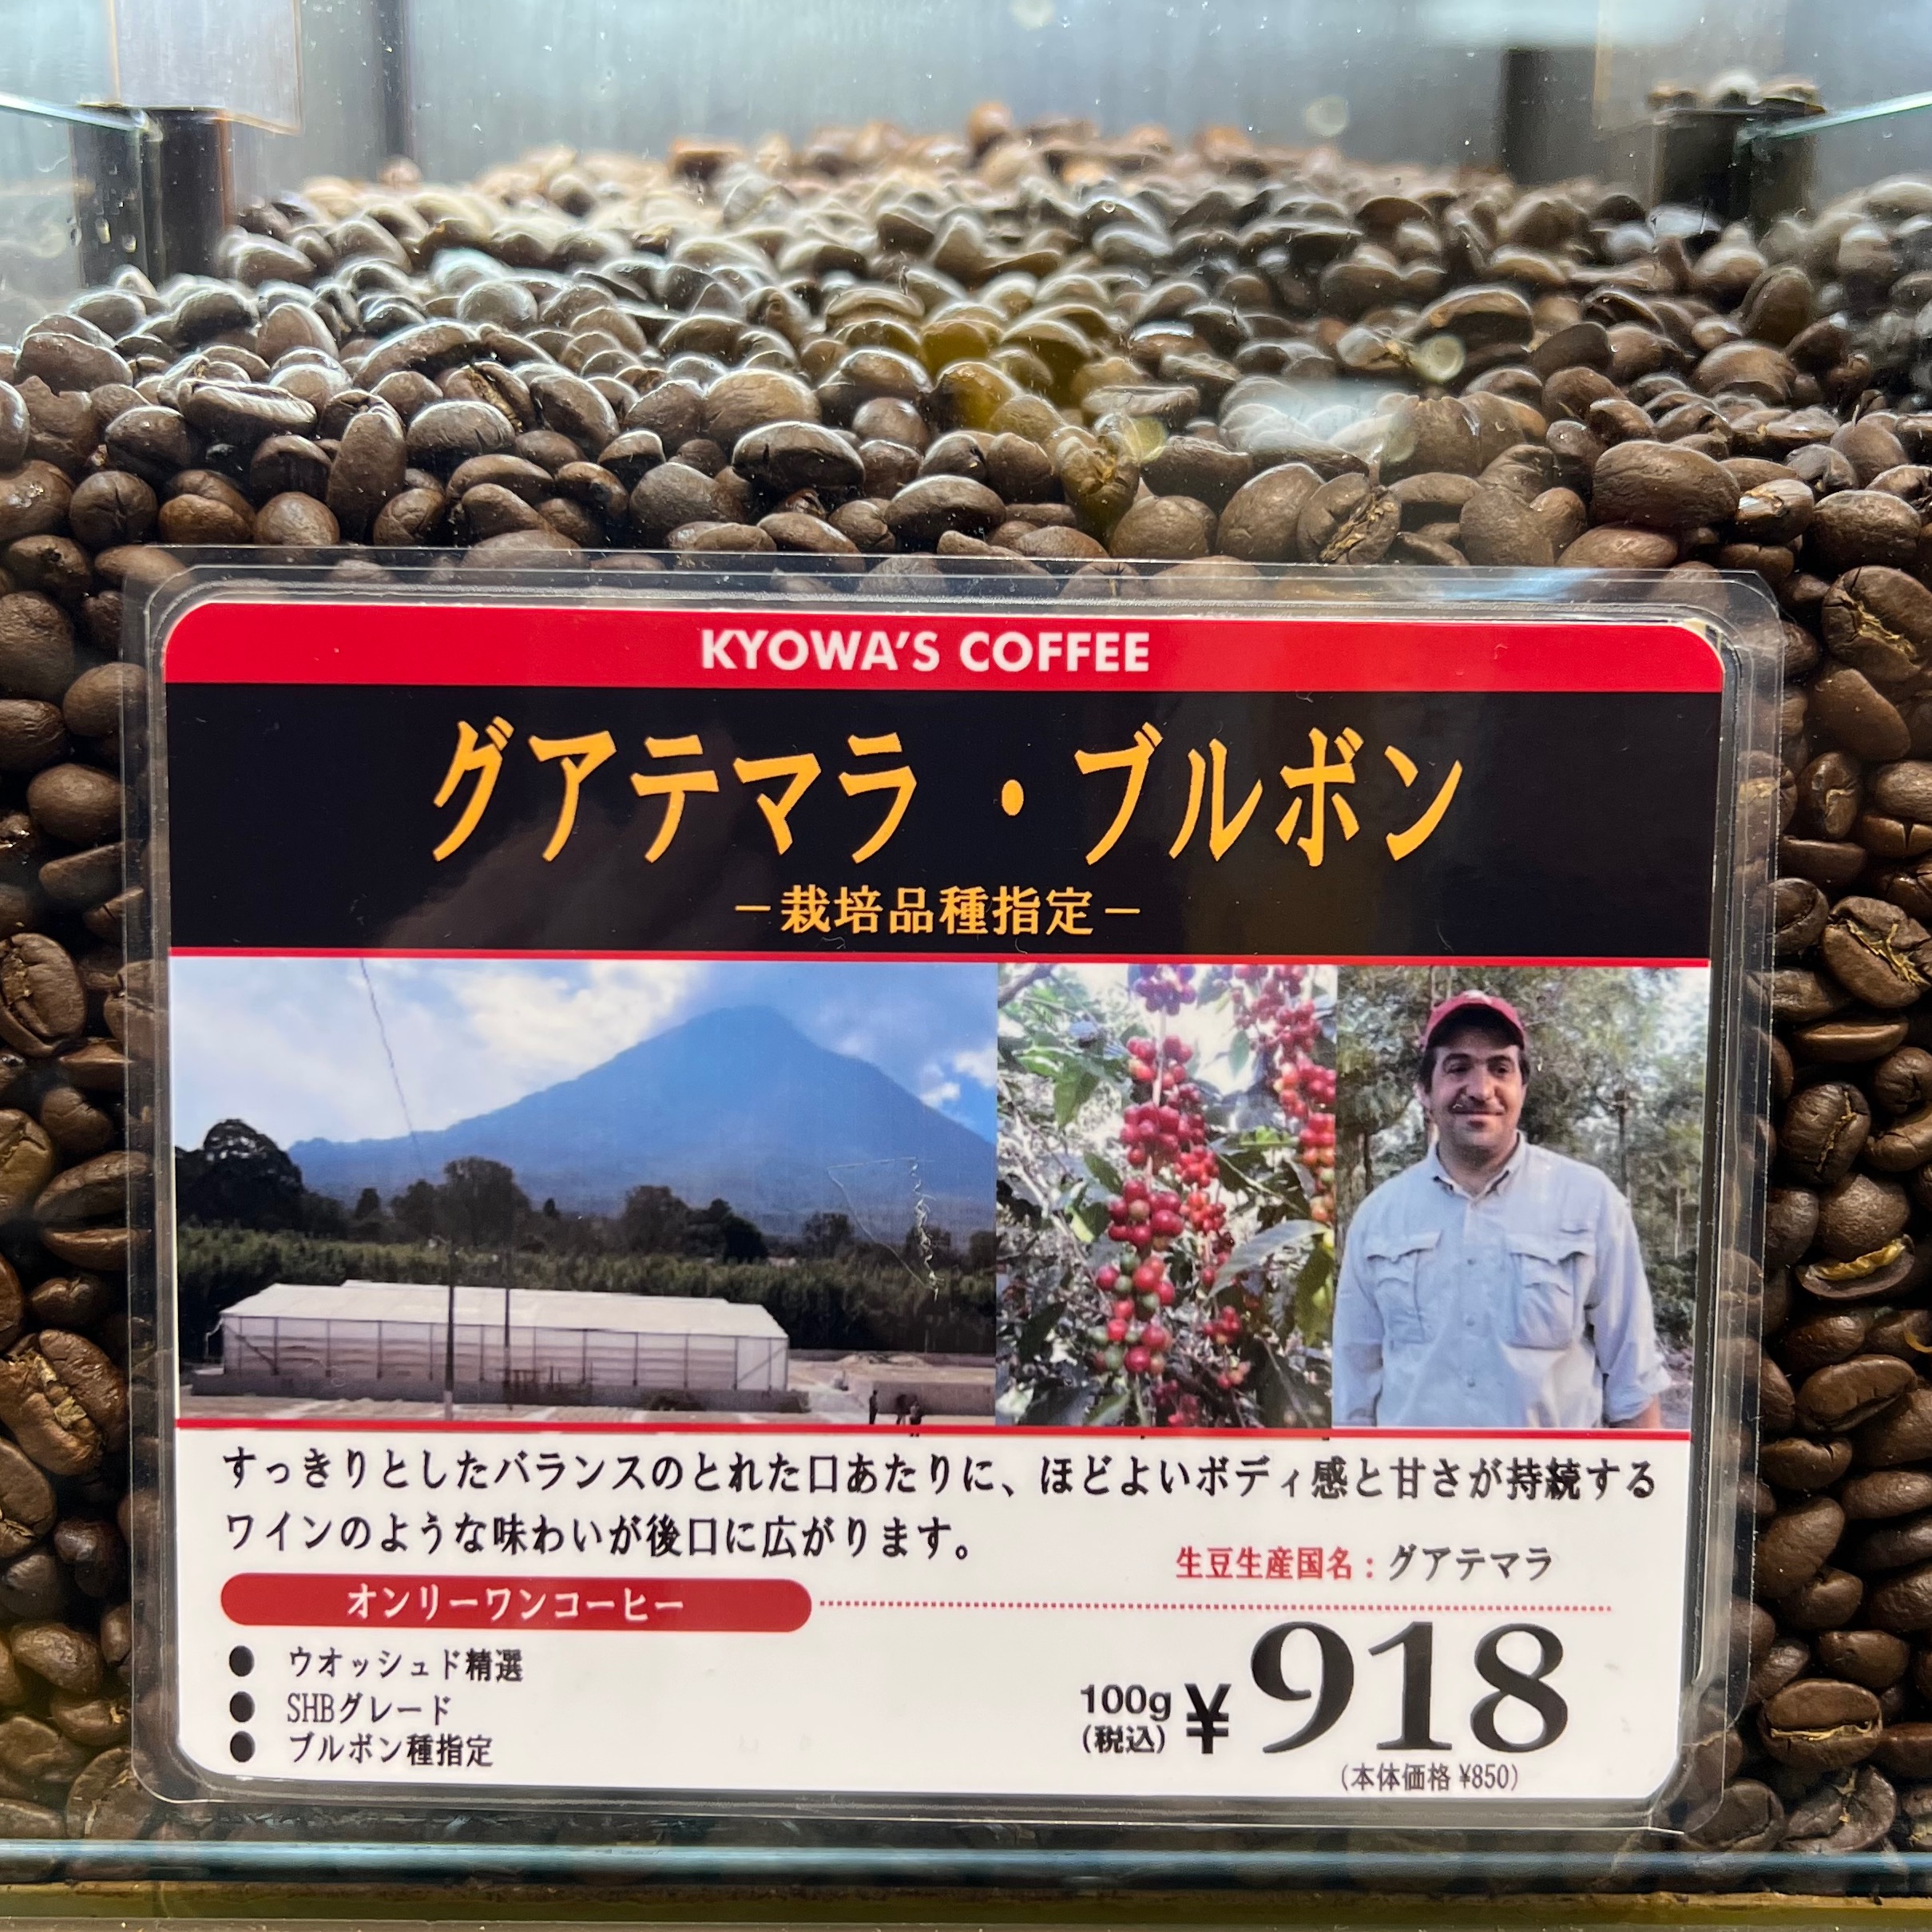 KYOWA'S COFFEE
グアテマラ・ブルボン
－栽培品種指定－
すっきりとしたバランスのとれた口あたりに、ほどよいボディ感と甘さが持続する
ワインのような味わいが後口に広がります。
生豆生産国名：グアテマラ
オンリーワンコーヒー
● ウオッシュド精選
● SHBグレード
● ブルボン種指定
100g
(税込)
¥918
(本体価格 ¥850)